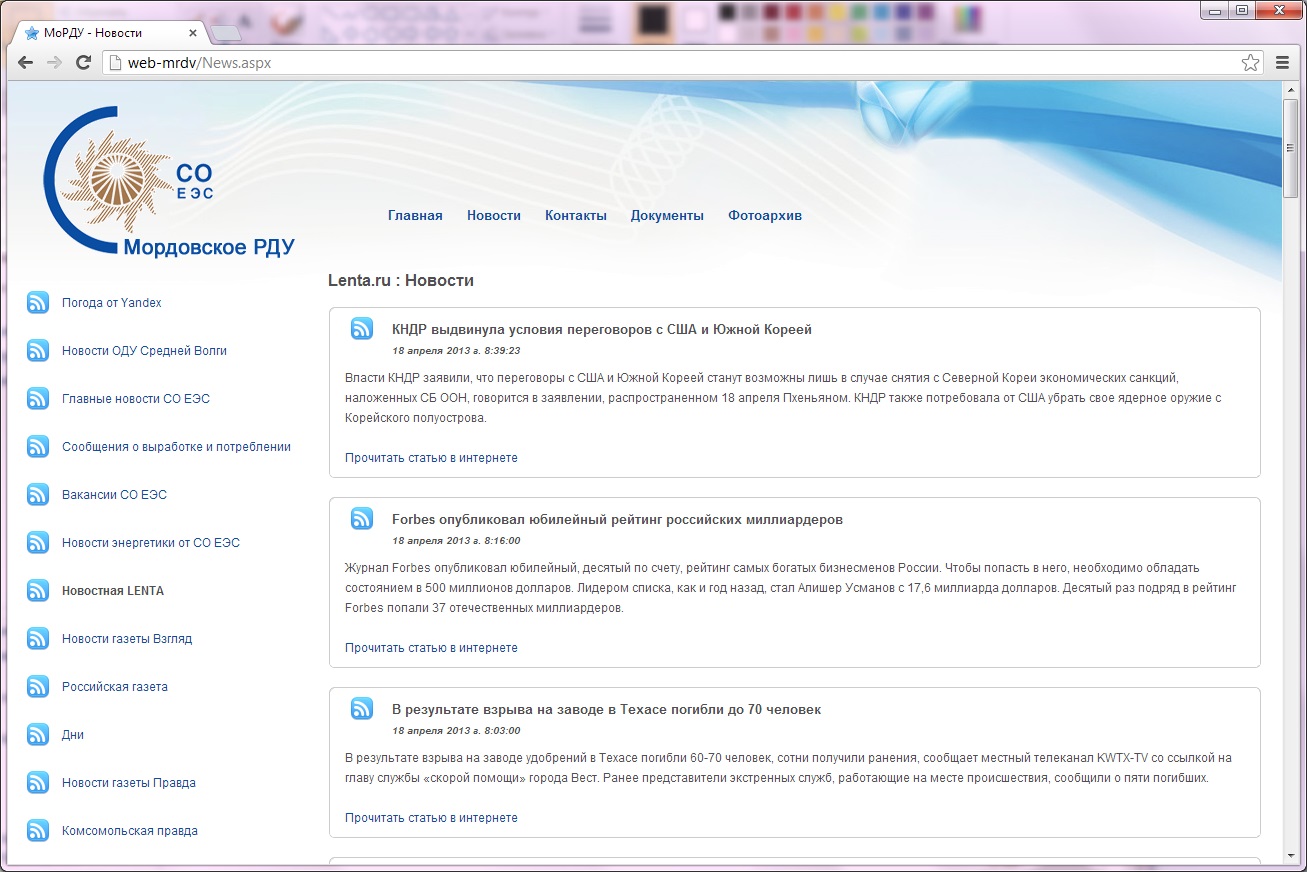 МоРДУ - Новости
web-mrdv/News.aspx
СО
ЕЭС
Мордовское РДУ
Главная Новости Контакты Документы Фотоархив
Погода от Yandex
Новости ОДУ Средней Волги
Главные новости СО ЕЭС
Сообщения о выработке и потреблении
Вакансии СО ЕЭС
Новости энергетики от СО ЕЭС
Новостная LENTA
Новости газеты Взгляд
Российская газета
Дни
Новости газеты Правда
Комсомольская правда
Lenta.ru : Новости
КНДР выдвинула условия переговоров с США и Южной Кореей
18 апреля 2013 г. 8:39:23
Власти КНДР заявили, что переговоры с США и Южной Кореей станут возможны лишь в случае снятия с Северной Кореи экономических санкций,
наложенных СБ ООН, говорится в заявлении, распространенном 18 апреля Пхеньяном. КНДР также потребовала от США убрать свое ядерное оружие с
Корейского полуострова.
Прочитать статью в интернете
Forbes опубликовал юбилейный рейтинг российских миллиардеров
18 апреля 2013 г. 8:16:00
Журнал Forbes опубликовал юбилейный, десятый по счету, рейтинг самых богатых бизнесменов России. Чтобы попасть в него, необходимо обладать
состоянием в 500 миллионов долларов. Лидером списка, как и год назад, стал Алишер Усманов с 17,6 миллиарда долларов. Десятый раз подряд в рейтинг
Forbes попали 37 отечественных миллиардеров.
Прочитать статью в интернете
В результате взрыва на заводе в Техасе погибли до 70 человек
18 апреля 2013 г. 8:03:00
В результате взрыва на заводе удобрений в Техасе погибли 60-70 человек, сотни получили ранения, сообщает местный телеканал KWTX-TV со ссылкой на
главу службы «скорой помощи» города Вест. Ранее представители экстренных служб, работающие на месте происшествия, сообщили о пяти погибших.
Прочитать статью в интернете